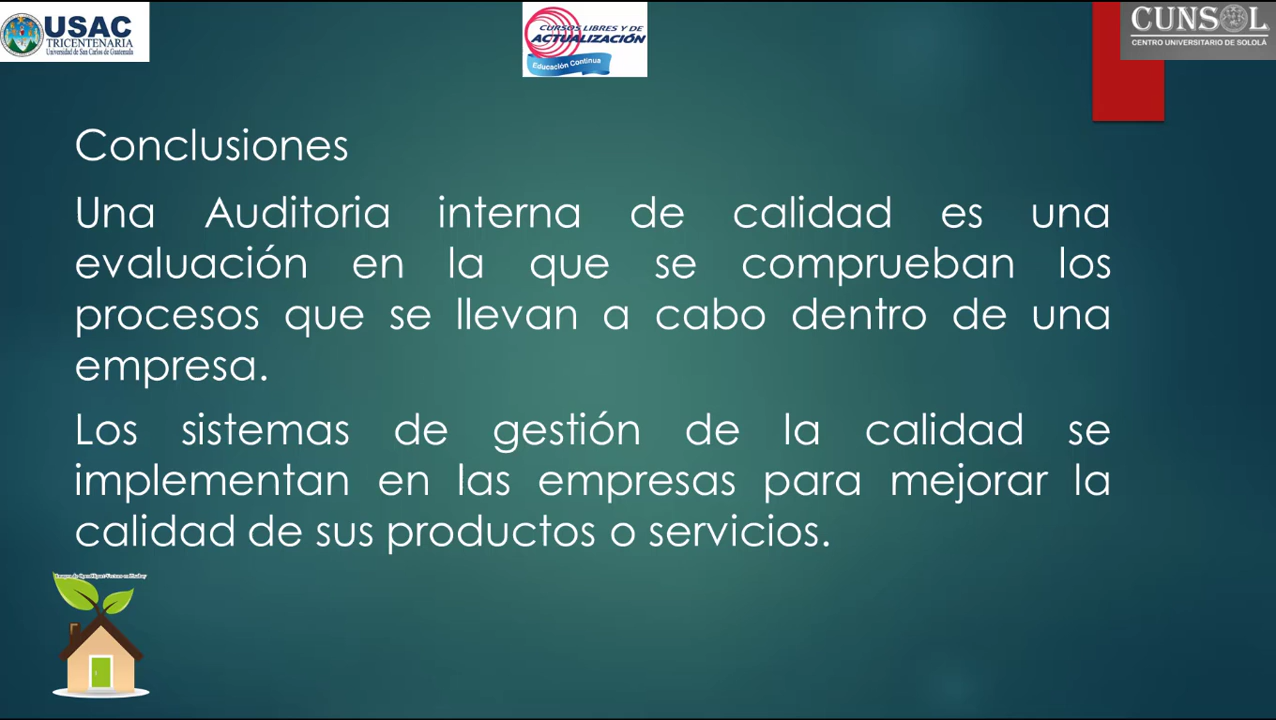 USAC
TRICENTENARIA
Universidad de San Carlos de Guatemala
CURSOS LIBRES Y DE
ACTUALIZACIÓN
Educación Continua
CUNSOL
CENTRO UNIVERSITARIO DE SOLOLÁ
Conclusiones
Una Auditoria interna de calidad es una
evaluación en la que se comprueban los
procesos que se llevan a cabo dentro de una
empresa.
Los sistemas de gestión de la calidad se
implementan en las empresas para mejorar la
calidad de sus productos o servicios.